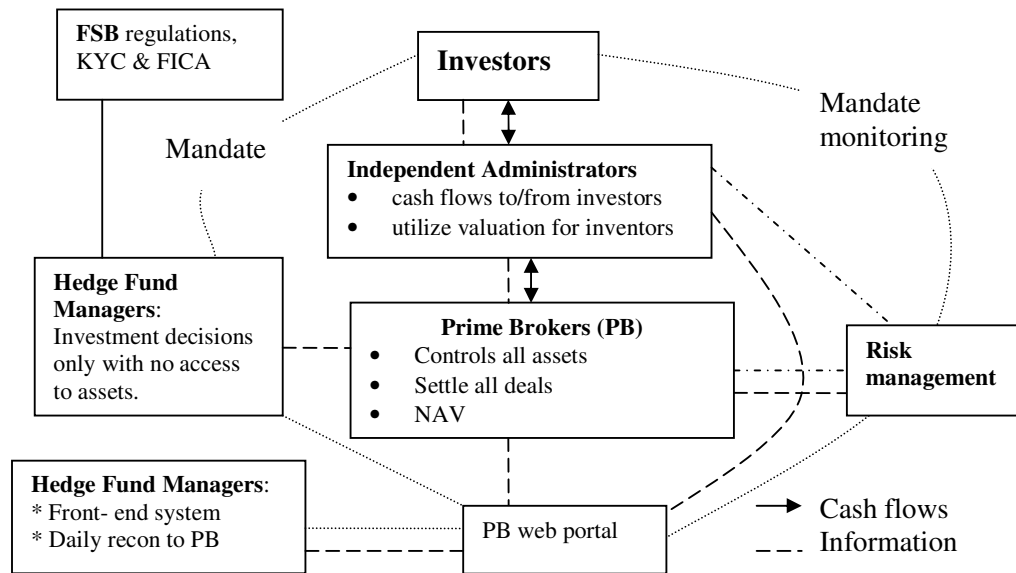 FSB regulations,
KYC & FICA
Investors
Mandate
Mandate
monitoring
Independent Administrators
• cash flows to/from investors
• utilize valuation for inventors
Hedge Fund
Managers:
Investment decisions
only with no access
to assets.
Prime Brokers (PB)
• Controls all assets
• Settle all deals
• NAV
Risk
management
Hedge Fund Managers:
* Front- end system
* Daily recon to PB
PB web portal
Cash flows
Information